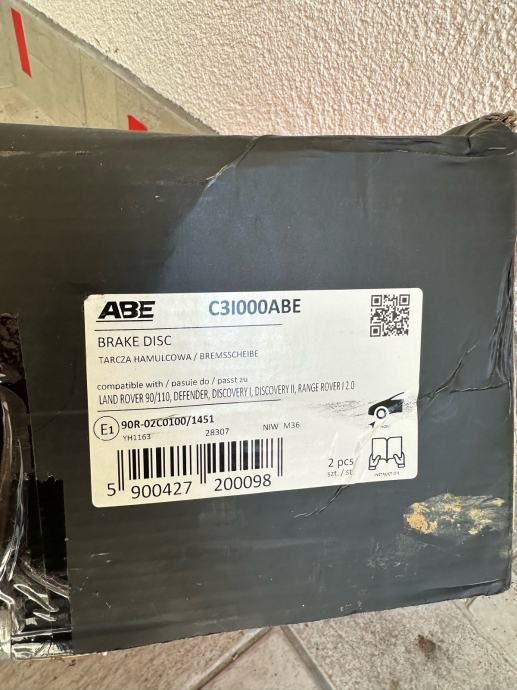 ABE C3I000ABE
BRAKE DISC
TARCZA HAMULCOWA / BREMSSCHEIBE
compatible with / pasuje do / passt zu
LAND ROVER 90/110, DEFENDER, DISCOVERY I, DISCOVERY II, RANGE ROVER I 2.0
E1 90R-02C0100/1451
YH1163 28307 NIW M36
5 900427 200098
2 pcs
szt. / st.
INSTRUCTION